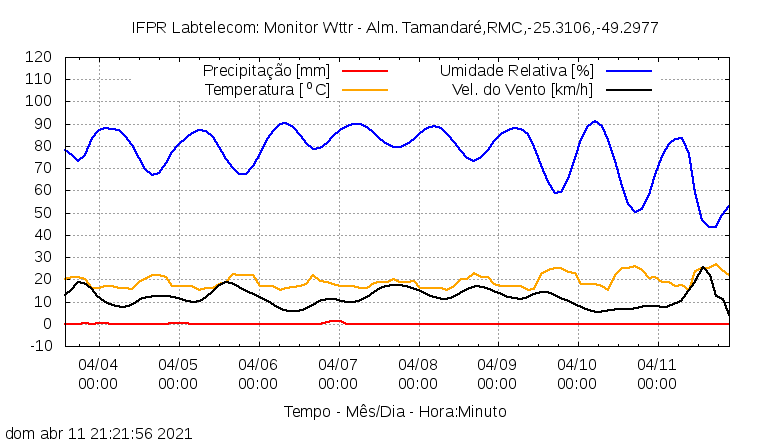 IFPR Labtelecom: Monitor Wttr - Alm. Tamandaré,RMC,-25.3106,-49.2977
Precipitação [mm]
Temperatura [⁰C]
Umidade Relativa [%]
Vel. do Vento [km/h]
120
110
100
90
80
70
60
50
40
30
20
10
0
-10
04/04 04/05 04/06 04/07 04/08 04/09 04/10 04/11
00:00 00:00 00:00 00:00 00:00 00:00 00:00 00:00
Tempo - Mês/Dia - Hora:Minuto
dom abr 11 21:21:56 2021